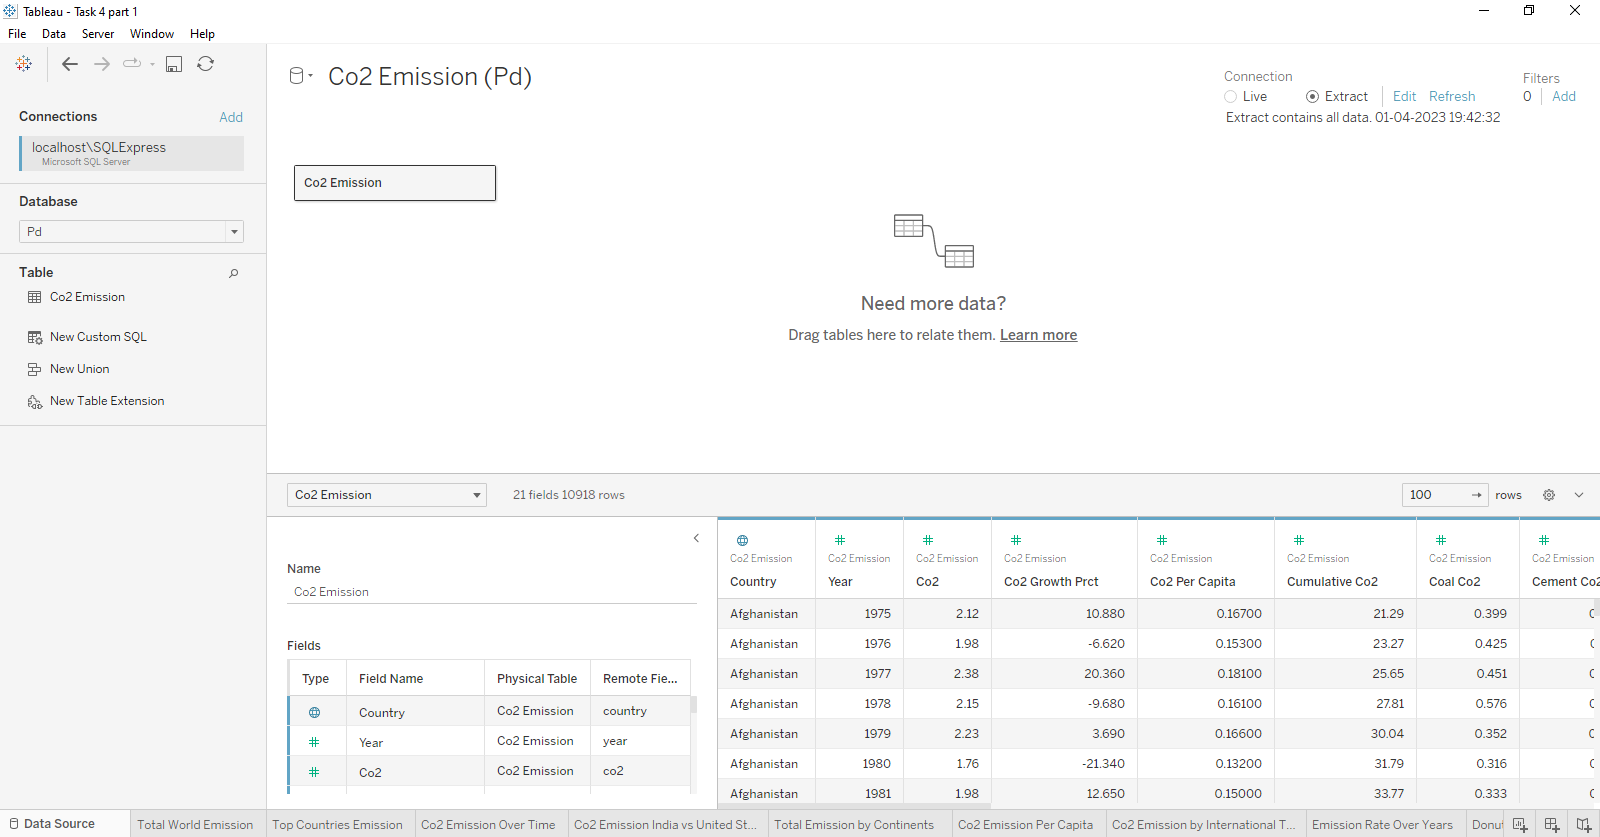 Tableau - Task 4 part 1
File Data Server Window Help
Connections Add
localhost\SQLExpress
Microsoft SQL Server
Database
Pd
Table
Co2 Emission
New Custom SQL
New Union
New Table Extension
Co2 Emission (Pd)
Connection
Live Extract Edit Refresh
Extract contains all data. 01-04-2023 19:42:32
Filters
0 Add
Co2 Emission
Need more data?
Drag tables here to relate them. Learn more
Co2 Emission 21 fields 10918 rows 100 rows
Name
Co2 Emission
Fields
Type Field Name Physical Table Remote Fie...
Country Co2 Emission country
Year Co2 Emission year
Co2 Co2 Emission co2
Co2 Emission Co2 Emission Co2 Emission Co2 Emission Co2 Emission Co2 Emission Co2 Emission Co2 Emission
Country Year Co2 Co2 Growth Prct Co2 Per Capita Cumulative Co2 Coal Co2 Cement Co2
Afghanistan 1975 2.12 10.880 0.16700 21.29 0.399
Afghanistan 1976 1.98 -6.620 0.15300 23.27 0.425
Afghanistan 1977 2.38 20.360 0.18100 25.65 0.451
Afghanistan 1978 2.15 -9.680 0.16100 27.81 0.576
Afghanistan 1979 2.23 3.690 0.16600 30.04 0.352
Afghanistan 1980 1.76 -21.340 0.13200 31.79 0.316
Afghanistan 1981 1.98 12.650 0.15000 33.77 0.333
Data Source Total World Emission Top Countries Emission Co2 Emission Over Time Co2 Emission India vs United St... Total Emission by Continents Co2 Emission Per Capita Co2 Emission by International T... Emission Rate Over Years Donut